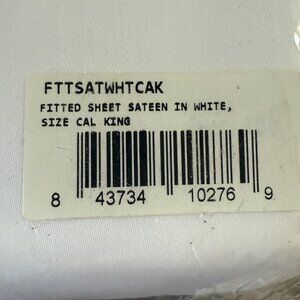 FTTSATWHTCAK
FITTED SHEET SATEEN IN WHITE,
SIZE CAL KING
8 43734 10276 9